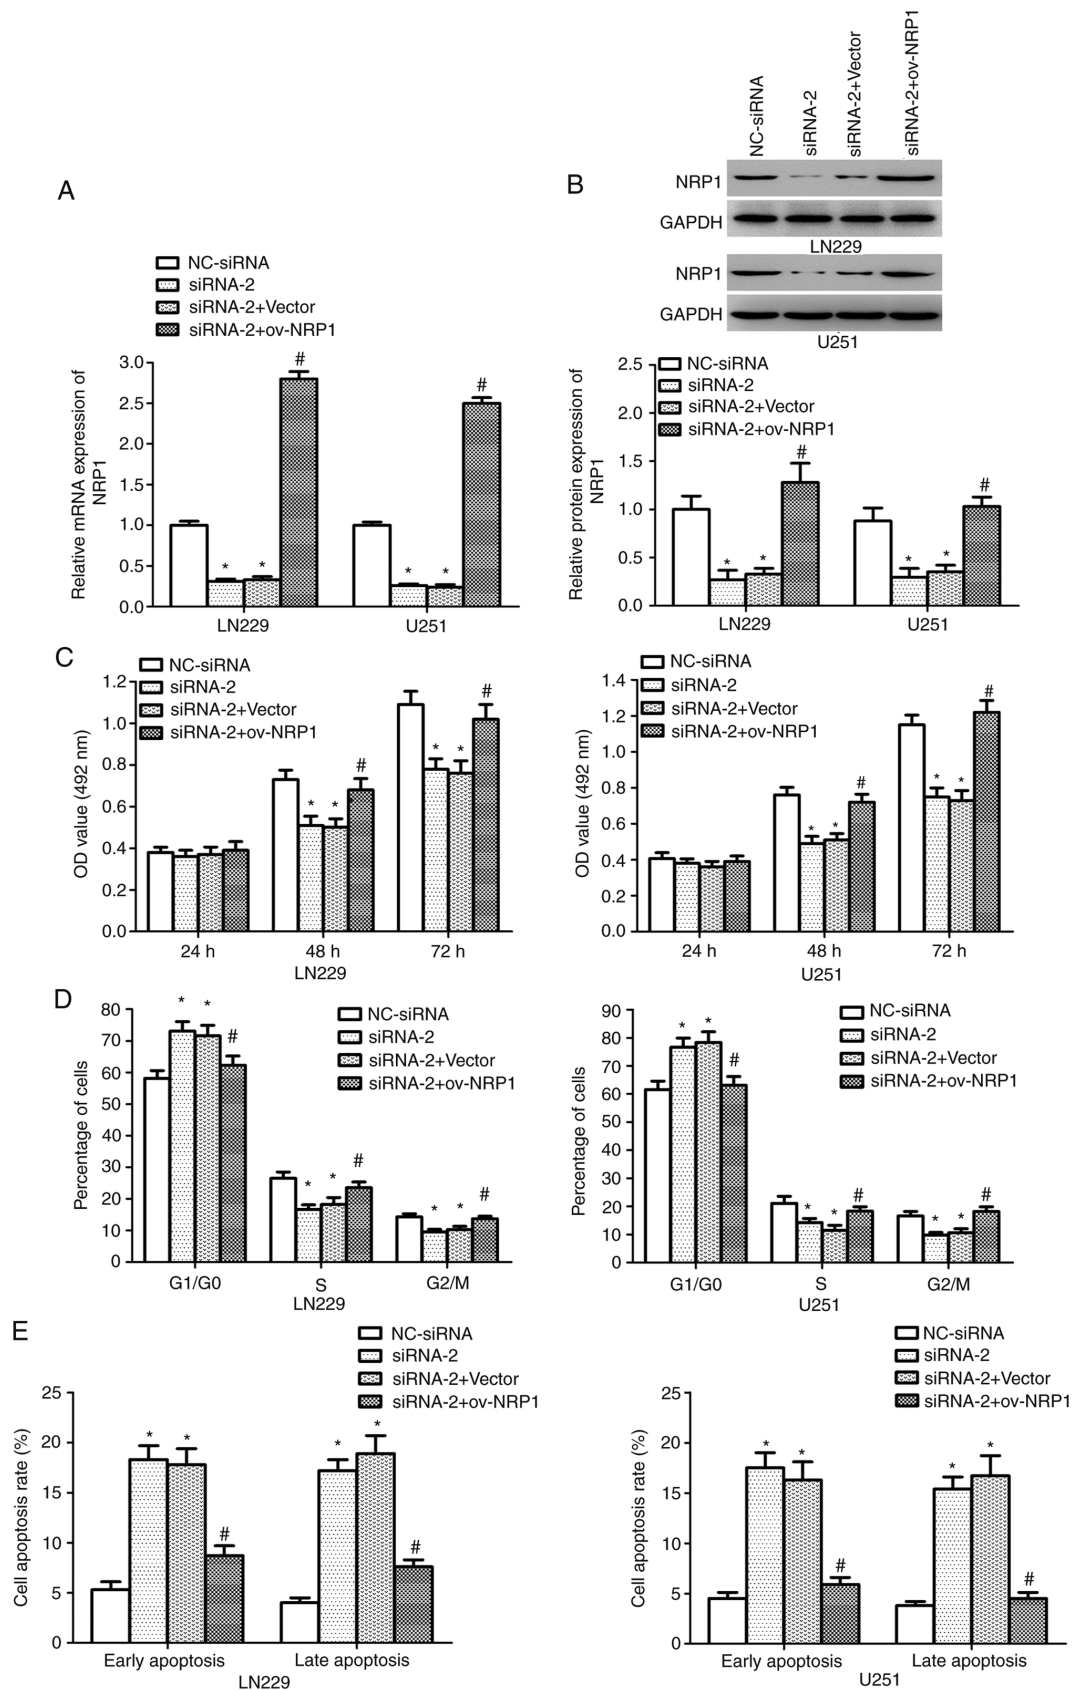 A
NC-siRNA
siRNA-2
siRNA-2+Vector
siRNA-2+ov-NRP1
Relative mRNA expression of
NRP1
3.0
2.5
2.0
1.5
1.0
0.5
0.0
#
#
* *
* *
LN229
U251
B
NC-siRNA
siRNA-2
siRNA-2+Vector
siRNA-2+ov-NRP1
NRP1
GAPDH
LN229
NRP1
GAPDH
U251
NC-siRNA
siRNA-2
siRNA-2+Vector
siRNA-2+ov-NRP1
Relative protein expression of
NRP1
2.5
2.0
1.5
1.0
0.5
0.0
#
#
* *
* *
LN229
U251
C
NC-siRNA
siRNA-2
siRNA-2+Vector
siRNA-2+ov-NRP1
OD value (492 nm)
1.2
1.0
0.8
0.6
0.4
0.2
0.0
* * #
* * #
24 h
48 h
72 h
LN229
NC-siRNA
siRNA-2
siRNA-2+Vector
siRNA-2+ov-NRP1
OD value (492 nm)
1.4
1.2
1.0
0.8
0.6
0.4
0.2
0.0
* * #
* * #
24 h
48 h
72 h
U251
D
NC-siRNA
siRNA-2
siRNA-2+Vector
siRNA-2+ov-NRP1
Percentage of cells
80
70
60
50
40
30
20
10
0
* * #
* * #
* * #
G1/G0
S
G2/M
LN229
NC-siRNA
siRNA-2
siRNA-2+Vector
siRNA-2+ov-NRP1
Percentage of cells
90
80
70
60
50
40
30
20
10
0
* * #
* * #
* * #
G1/G0
S
G2/M
U251
E
NC-siRNA
siRNA-2
siRNA-2+Vector
siRNA-2+ov-NRP1
Cell apoptosis rate (%)
25
20
15
10
5
0
* * #
* * #
Early apoptosis
Late apoptosis
LN229
NC-siRNA
siRNA-2
siRNA-2+Vector
siRNA-2+ov-NRP1
Cell apoptosis rate (%)
25
20
15
10
5
0
* * #
* * #
Early apoptosis
Late apoptosis
U251